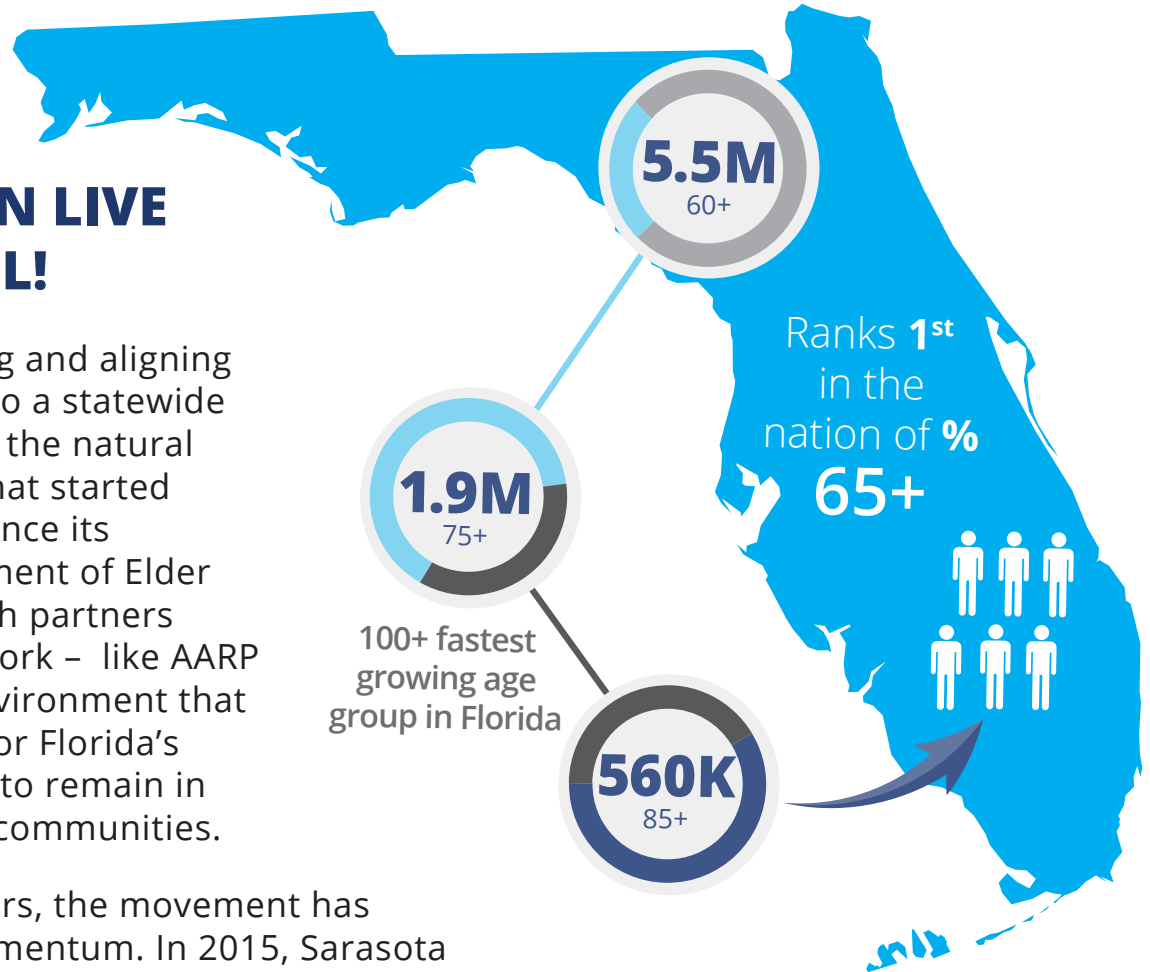 N LIVE
L!
g and aligning
o a statewide
the natural
hat started
nce its
ment of Elder
h partners
ork – like AARP
vironment that
or Florida's
to remain in
communities.
rs, the movement has
mentum. In 2015, Sarasota
5.5M
60+
1.9M
75+
100+ fastest
growing age
group in Florida
560K
85+
Ranks 1st
in the
nation of %
65+